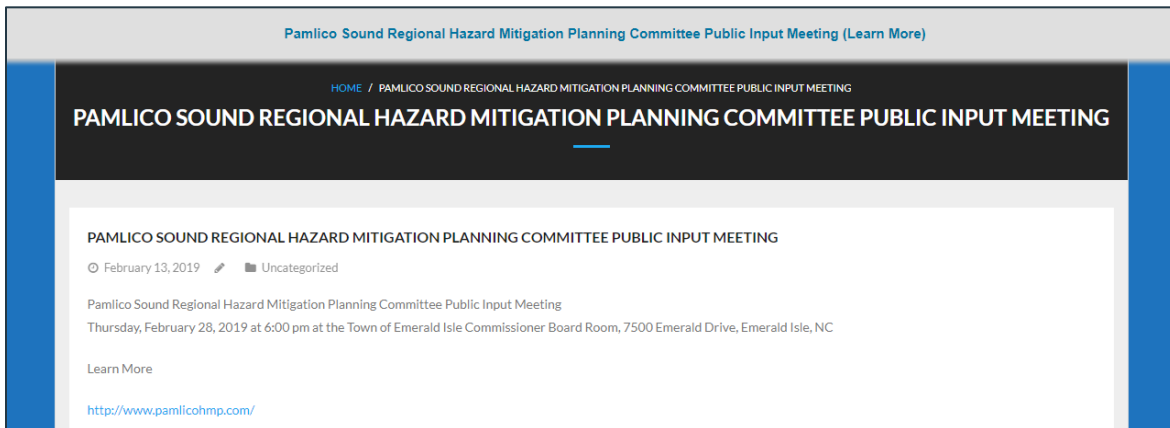 Pamlico Sound Regional Hazard Mitigation Planning Committee Public Input Meeting (Learn More)
HOME / PAMLICO SOUND REGIONAL HAZARD MITIGATION PLANNING COMMITTEE PUBLIC INPUT MEETING
PAMLICO SOUND REGIONAL HAZARD MITIGATION PLANNING COMMITTEE PUBLIC INPUT MEETING
PAMLICO SOUND REGIONAL HAZARD MITIGATION PLANNING COMMITTEE PUBLIC INPUT MEETING
February 13, 2019 Uncategorized
Pamlico Sound Regional Hazard Mitigation Planning Committee Public Input Meeting
Thursday, February 28, 2019 at 6:00 pm at the Town of Emerald Isle Commissioner Board Room, 7500 Emerald Drive, Emerald Isle, NC
Learn More
http://www.pamlicohmp.com/